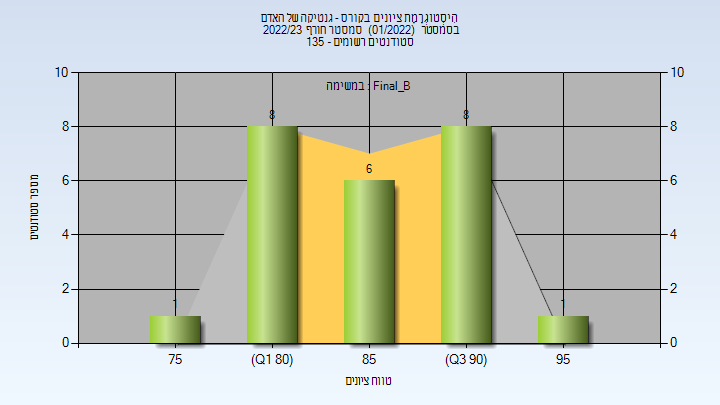 היסטוגרמת ציונים בקורס - גנטיקה של האדם
בסמסטר (01/2022) סמסטר חורף 2022/23
סטודנטים רשומים - 135
במשימה : Final_B
10 10
8 8
8 8
6
6 6
4 4
2 2
1 1
0 0
75 (Q1 80) 85 (Q3 90) 95
מספר סטודנטים
טווח ציונים